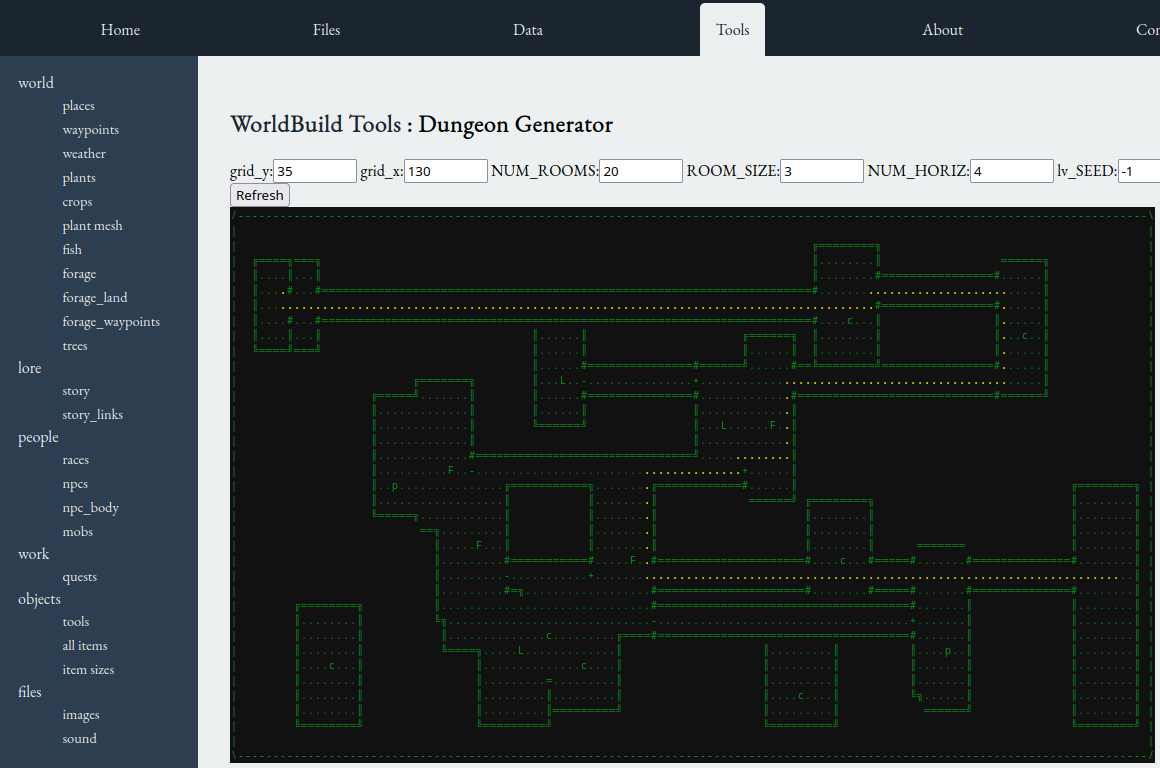 Home Files Data Tools About
world
places
waypoints
weather
plants
crops
plant mesh
fish
forage
forage_land
forage_waypoints
trees
lore
story
story_links
people
races
npcs
npc_body
mobs
work
quests
objects
tools
all items
item sizes
files
images
sound
WorldBuild Tools : Dungeon Generator
grid_y: 35 grid_x: 130 NUM_ROOMS: 20 ROOM_SIZE: 3 NUM_HORIZ: 4 lv_SEED: -1
Refresh
c
c
L
L F
F
p
F
F c
c
L p
c c
c